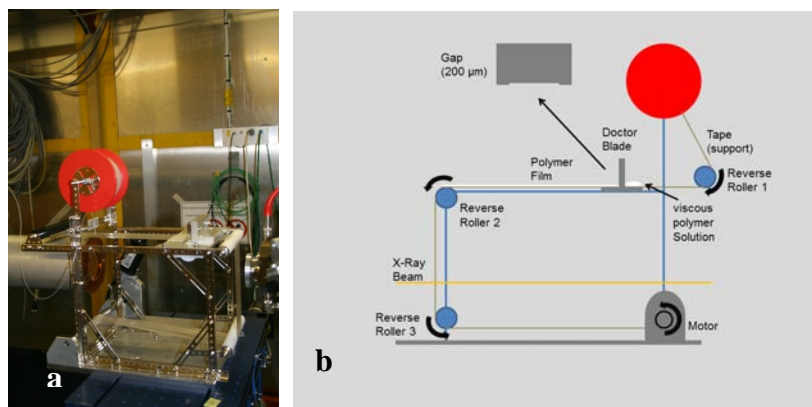 a
Gap
(200 µm)
Doctor
Blade
Tape
(support)
Polymer
Film
Reverse
Roller 1
Reverse
Roller 2
viscous
polymer
Solution
X-Ray
Beam
Reverse
Roller 3
Motor
b